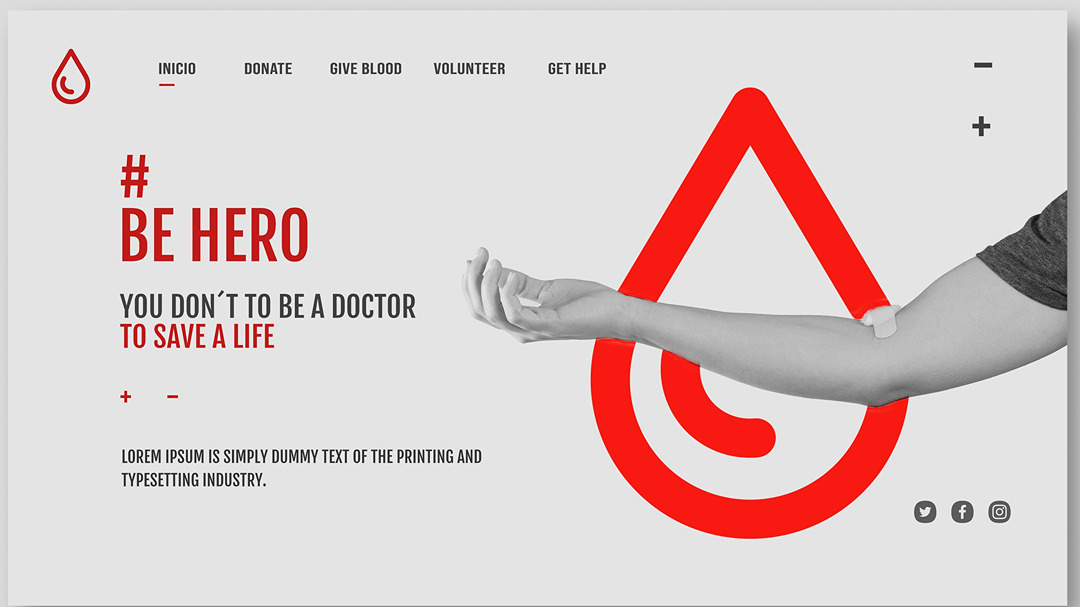 INICIO DONATE GIVE BLOOD VOLUNTEER GET HELP
#
BE HERO
YOU DON´T TO BE A DOCTOR
TO SAVE A LIFE
+ −
LOREM IPSUM IS SIMPLY DUMMY TEXT OF THE PRINTING AND
TYPESETTING INDUSTRY.